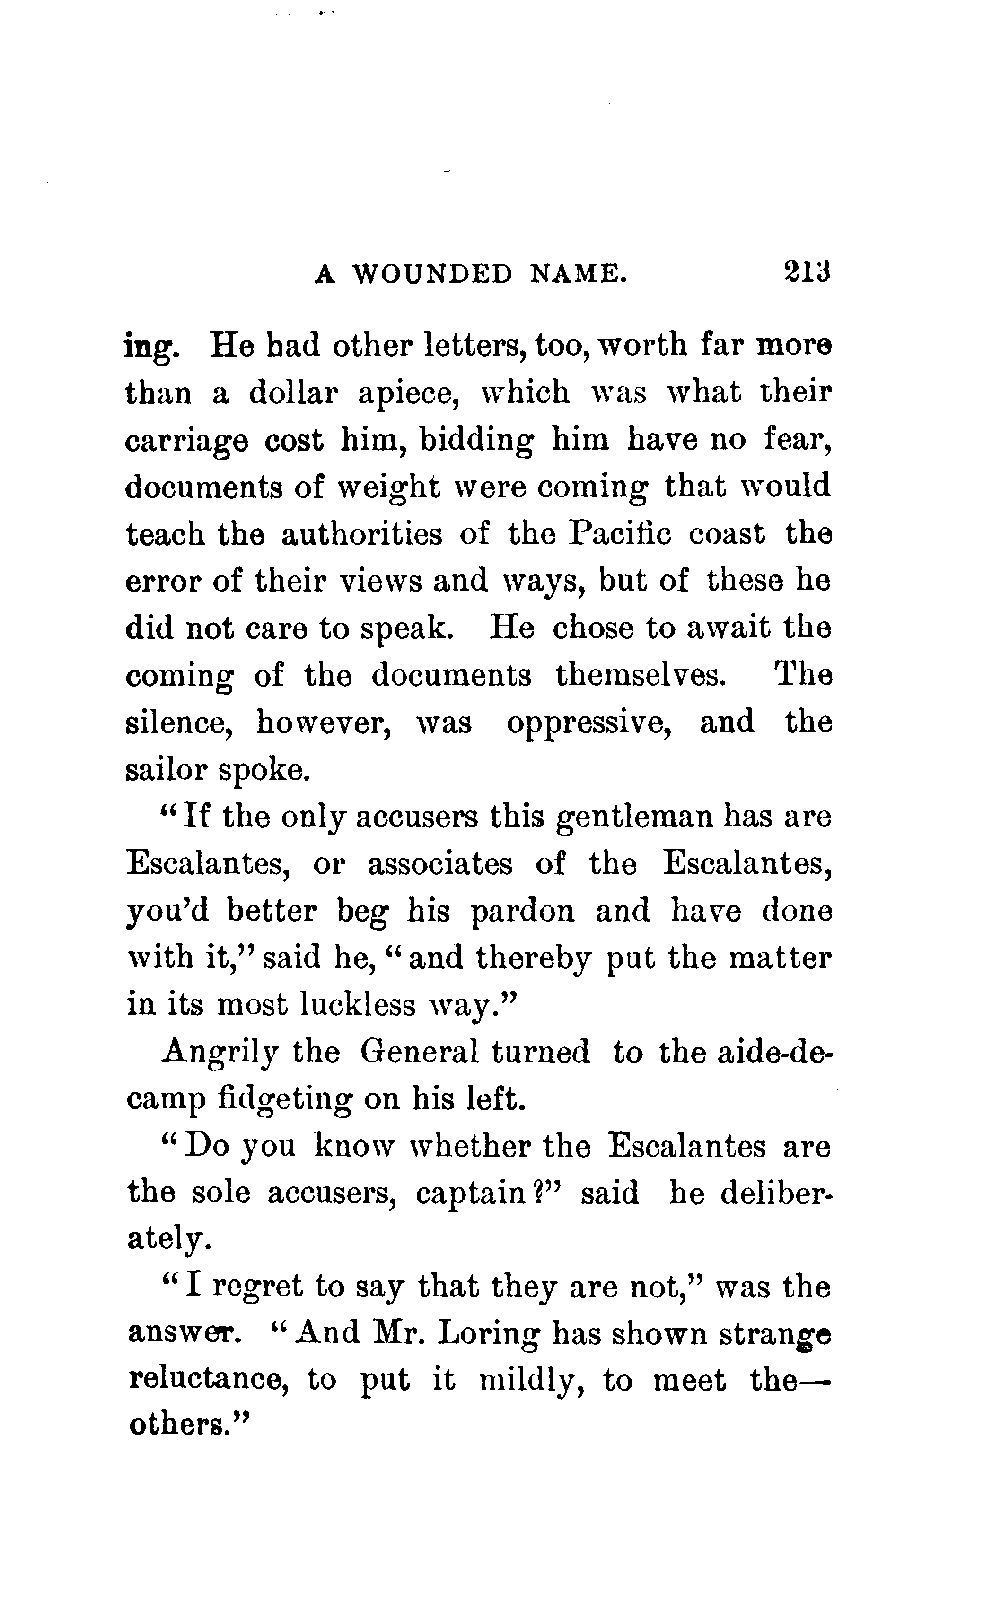 A WOUNDED NAME. 213
ing. He had other letters, too, worth far more
than a dollar apiece, which was what their
carriage cost him, bidding him have no fear,
documents of weight were coming that would
teach the authorities of the Pacific coast the
error of their views and ways, but of these he
did not care to speak. He chose to await the
coming of the documents themselves. The
silence, however, was oppressive, and the
sailor spoke.
"If the only accusers this gentleman has are
Escalantes, or associates of the Escalantes,
you'd better beg his pardon and have done
with it," said he, "and thereby put the matter
in its most luckless way."
Angrily the General turned to the aide-de-
camp fidgeting on his left.
"Do you know whether the Escalantes are
the sole accusers, captain?" said he deliber-
ately.
"I regret to say that they are not," was the
answer. "And Mr. Loring has shown strange
reluctance, to put it mildly, to meet the—
others."